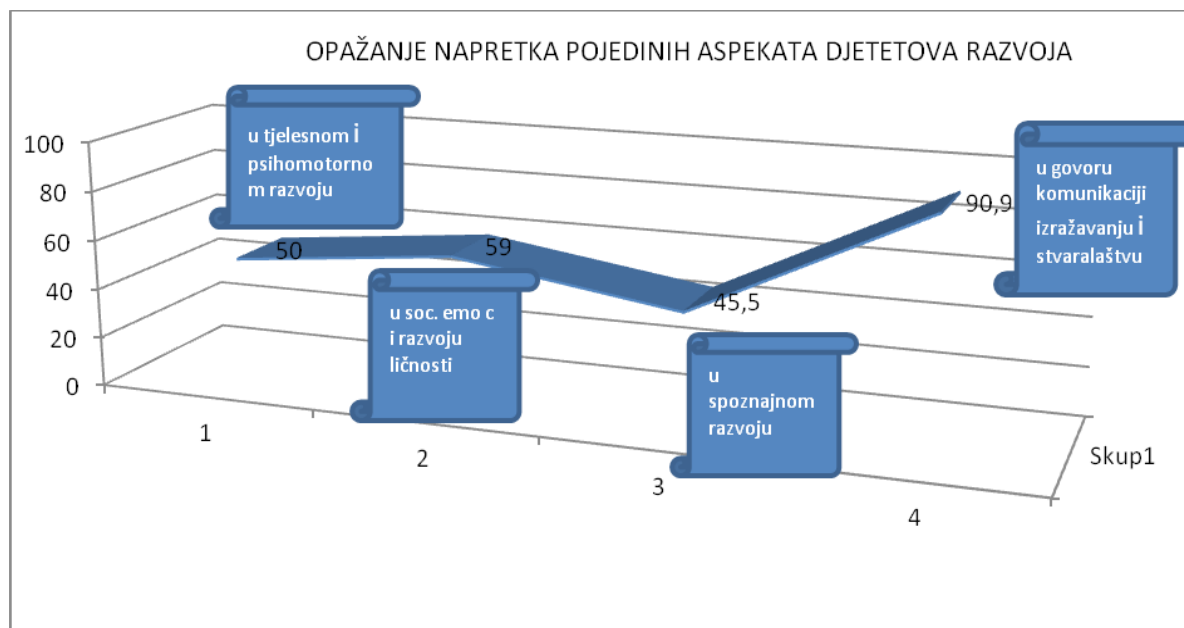 OPAŽANJE NAPRETKA POJEDINIH ASPEKATA DJETETOVA RAZVOJA
100
80
60
40
20
0
u tjelesnom i
psihomotorno
m razvoju
50
59
45,5
90,9
u soc. emo c
i razvoju
ličnosti
u
spoznajnom
razvoju
u govoru
komunikaciji
izražavanju i
stvaralaštvu
1
2
3
4
Skup1